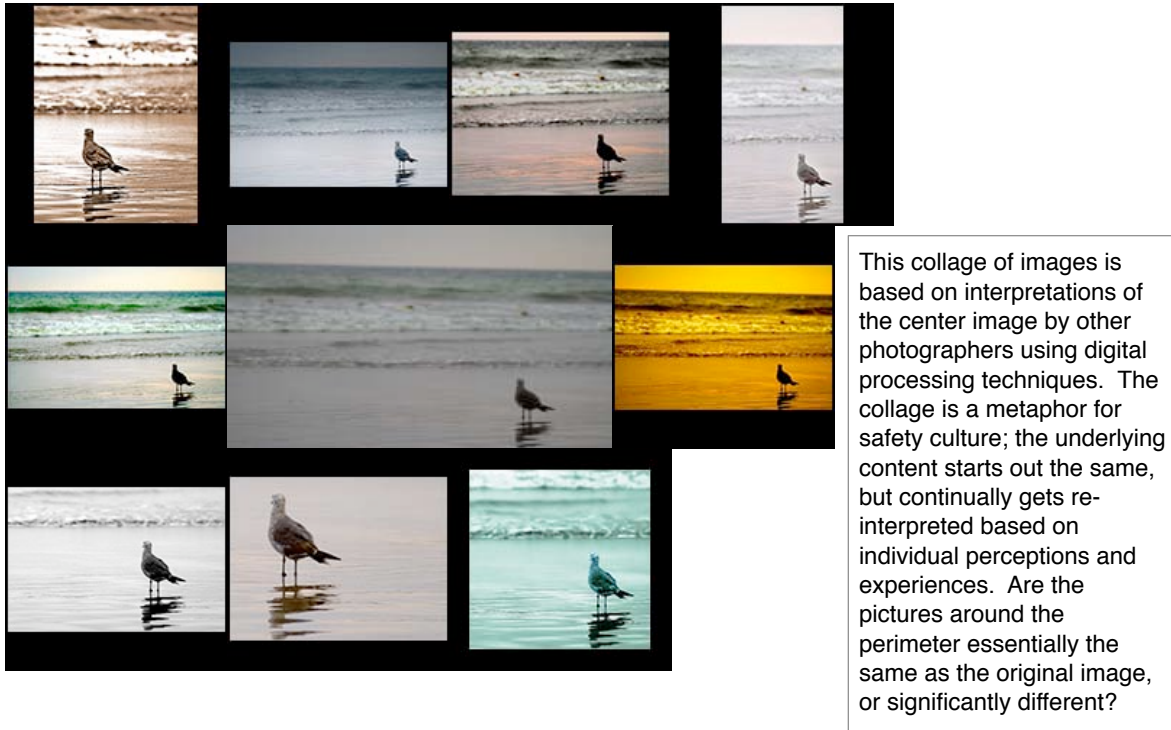 This collage of images is
based on interpretations of
the center image by other
photographers using digital
processing techniques.  The
collage is a metaphor for
safety culture; the underlying
content starts out the same,
but continually gets re-
interpreted based on
individual perceptions and
experiences.  Are the
pictures around the
perimeter essentially the
same as the original image,
or significantly different?